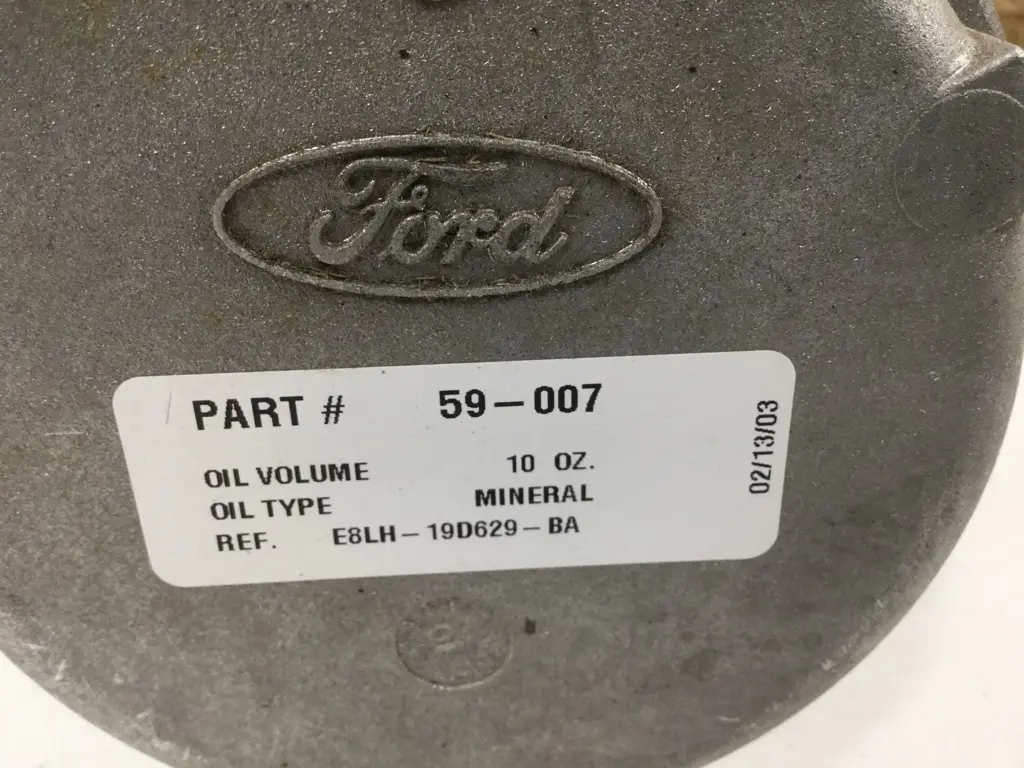 Ford
PART # 59-007
OIL VOLUME 10 OZ.
OIL TYPE MINERAL
REF. E8LH-19D629-BA
02/13/03